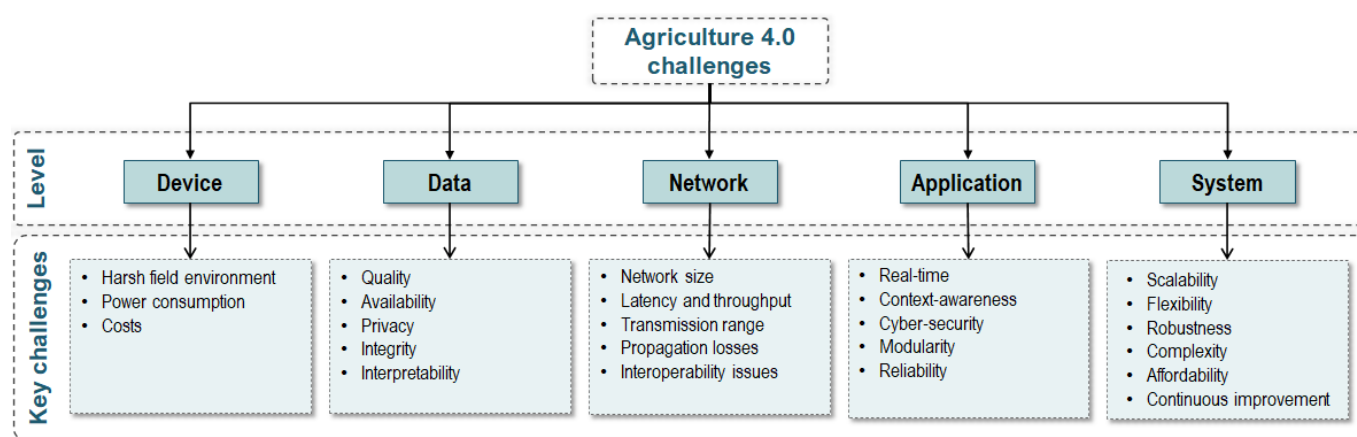 Agriculture 4.0
challenges
Level
Device
Data
Network
Application
System
Key challenges
• Harsh field environment
• Power consumption
• Costs
• Quality
• Availability
• Privacy
• Integrity
• Interpretability
• Network size
• Latency and throughput
• Transmission range
• Propagation losses
• Interoperability issues
• Real-time
• Context-awareness
• Cyber-security
• Modularity
• Reliability
• Scalability
• Flexibility
• Robustness
• Complexity
• Affordability
• Continuous improvement